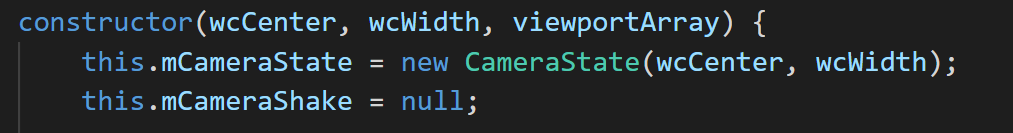 constructor(wcCenter, wcWidth, viewportArray) {
    this.mCameraState = new CameraState(wcCenter, wcWidth);
    this.mCameraShake = null;